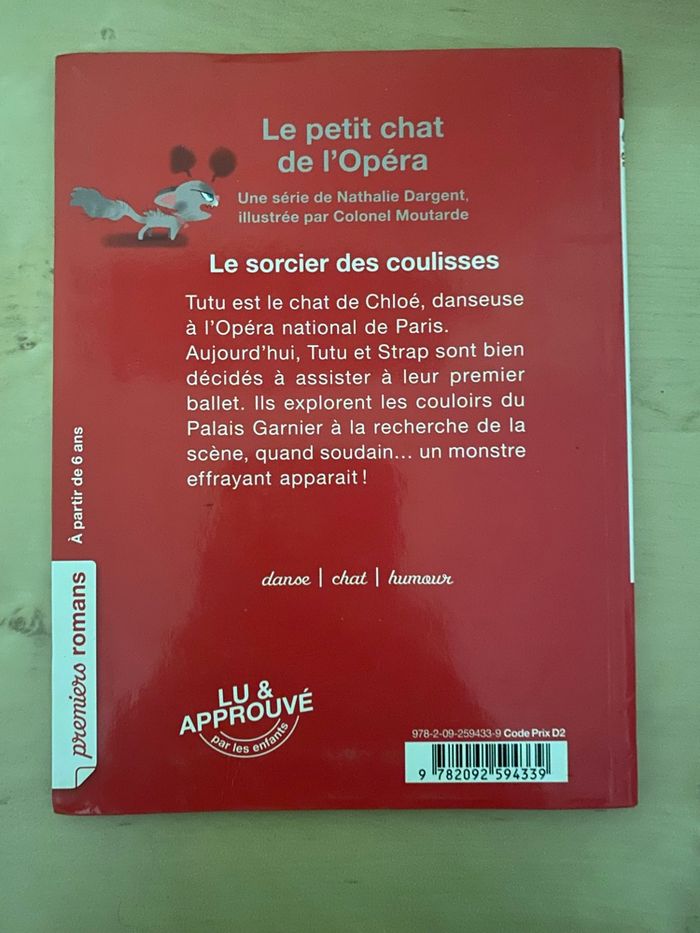 Le petit chat
de l'Opéra
Une série de Nathalie Dargent,
illustrée par Colonel Moutarde
Le sorcier des coulisses
Tutu est le chat de Chloé, danseuse
à l'Opéra national de Paris.
Aujourd'hui, Tutu et Strap sont bien
décidés à assister à leur premier
ballet. Ils explorent les couloirs du
Palais Garnier à la recherche de la
scène, quand soudain... un monstre
effrayant apparait !
danse | chat | humour
À partir de 6 ans
premiers romans
LU &
APPROUVÉ
par les enfants
978-2-09-259433-9 Code Prix D2
9 782092 594339